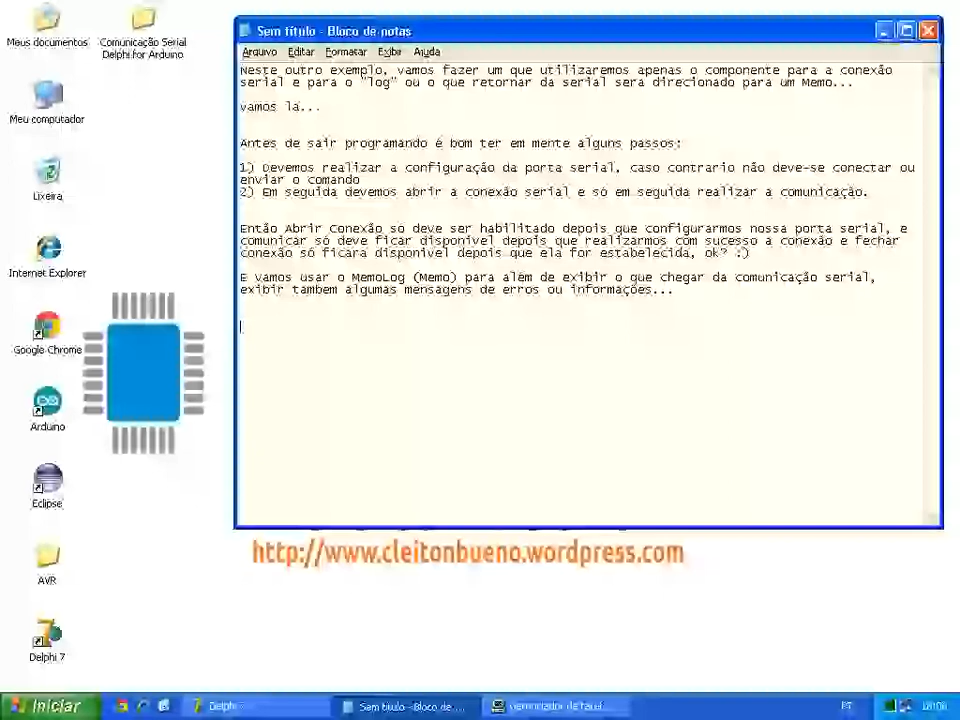 Meus documentos
Comunicação Serial
Delphi for Arduino
Meu computador
Lixeira
Internet Explorer
Google Chrome
Arduino
Eclipse
AVR
Delphi 7
Sem título - Bloco de notas
Arquivo Editar Formatar Exibir Ajuda
Neste outro exemplo, vamos fazer um que utilizaremos apenas o componente para a conexão
serial e para o "log" ou o que retornar da serial sera direcionado para um Memo...
vamos la...
Antes de sair programando é bom ter em mente alguns passos:
1) Devemos realizar a configuração da porta serial, caso contrario não deve-se conectar ou
enviar o comando
2) Em seguida devemos abrir a conexão serial e só em seguida realizar a comunicação.
Então Abrir Conexão só deve ser habilitado depois que configurarmos nossa porta serial, e
comunicar só deve ficar disponivel depois que realizarmos com sucesso a conexão e fechar
conexão só ficara disponivel depois que ela for estabelecida, ok? :)
E vamos usar o MemoLog (Memo) para além de exibir o que chegar da comunicação serial,
exibir tambem algumas mensagens de erros ou informações...
http://www.cleitonbueno.wordpress.com
Iniciar
Delphi
Sem título - Bloco de...
PT